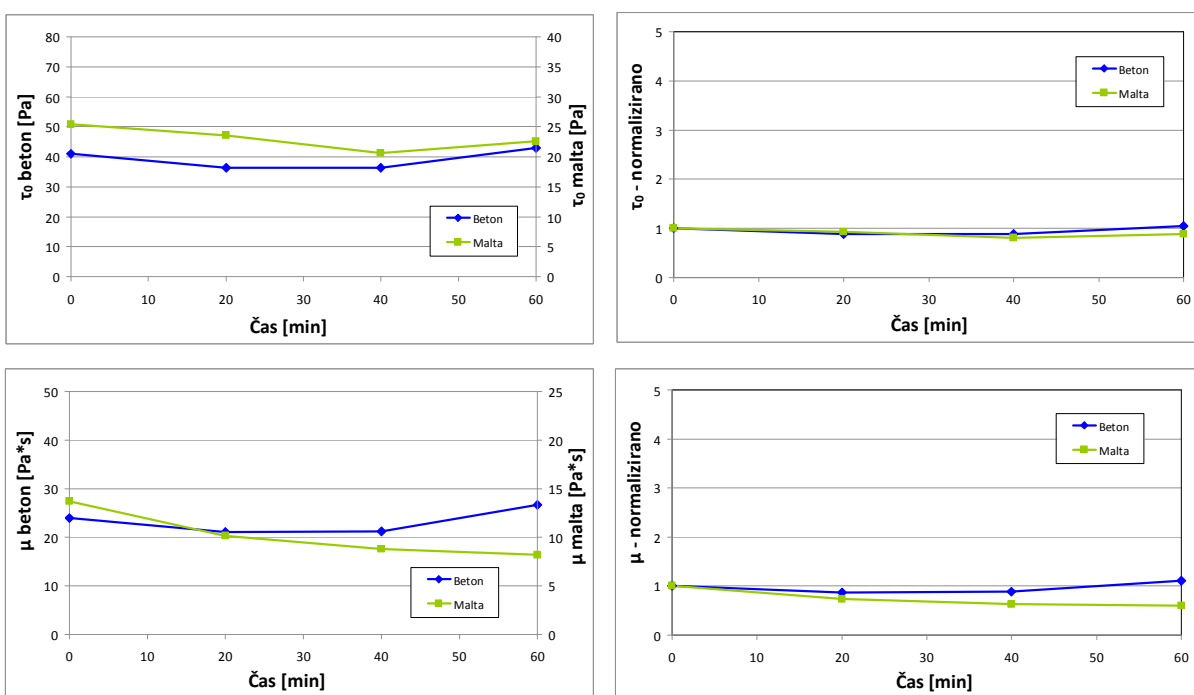 80
70
60
50
40
30
20
10
0
40
35
30
25
20
15
10
5
0
τ₀ beton [Pa]
τ₀ malta [Pa]
Beton
Malta
0 10 20 30 40 50 60
Čas [min]
5
4
3
2
1
0
τ₀ - normalizirano
Beton
Malta
0 10 20 30 40 50 60
Čas [min]
50
40
30
20
10
0
25
20
15
10
5
0
μ beton [Pa*s]
μ malta [Pa*s]
Beton
Malta
0 10 20 30 40 50 60
Čas [min]
5
4
3
2
1
0
μ - normalizirano
Beton
Malta
0 10 20 30 40 50 60
Čas [min]